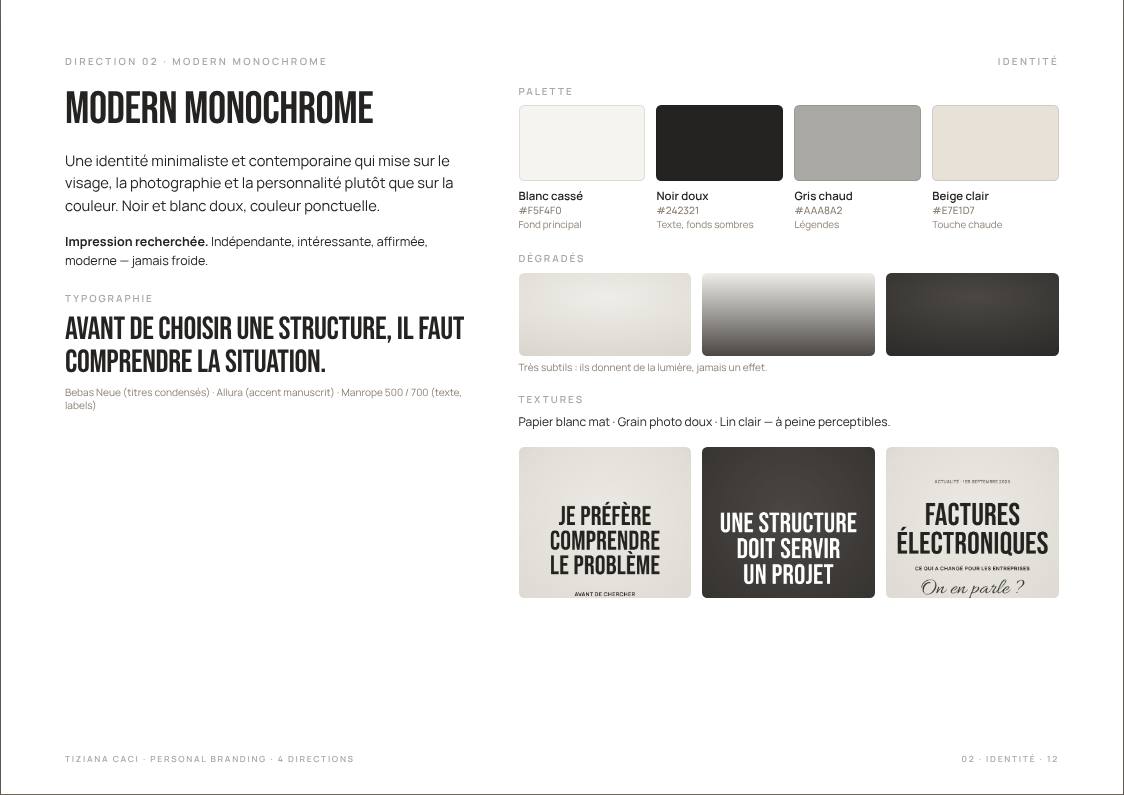 DIRECTION 02 · MODERN MONOCHROME
IDENTITÉ
MODERN MONOCHROME
Une identité minimaliste et contemporaine qui mise sur le
visage, la photographie et la personnalité plutôt que sur la
couleur. Noir et blanc doux, couleur ponctuelle.
Impression recherchée. Indépendante, intéressante, affirmée,
moderne — jamais froide.
TYPOGRAPHIE
AVANT DE CHOISIR UNE STRUCTURE, IL FAUT
COMPRENDRE LA SITUATION.
Bebas Neue (titres condensés) · Allura (accent manuscrit) · Manrope 500 / 700 (texte,
labels)
PALETTE
Blanc cassé
#F5F4F0
Fond principal
Noir doux
#242321
Texte, fonds sombres
Gris chaud
#AAA8A2
Légendes
Beige clair
#E7E1D7
Touche chaude
DÉGRADÉS
Très subtils : ils donnent de la lumière, jamais un effet.
TEXTURES
Papier blanc mat · Grain photo doux · Lin clair — à peine perceptibles.
JE PRÉFÈRE
COMPRENDRE
LE PROBLÈME
AVANT DE CHERCHER
UNE STRUCTURE
DOIT SERVIR
UN PROJET
ACTUALITÉ · 1ER SEPTEMBRE
FACTURES
ÉLECTRONIQUES
CE QUI A CHANGÉ POUR LES ENTREPRISES
On en parle ?
TIZIANA CACI · PERSONAL BRANDING · 4 DIRECTIONS
02 · IDENTITÉ · 12